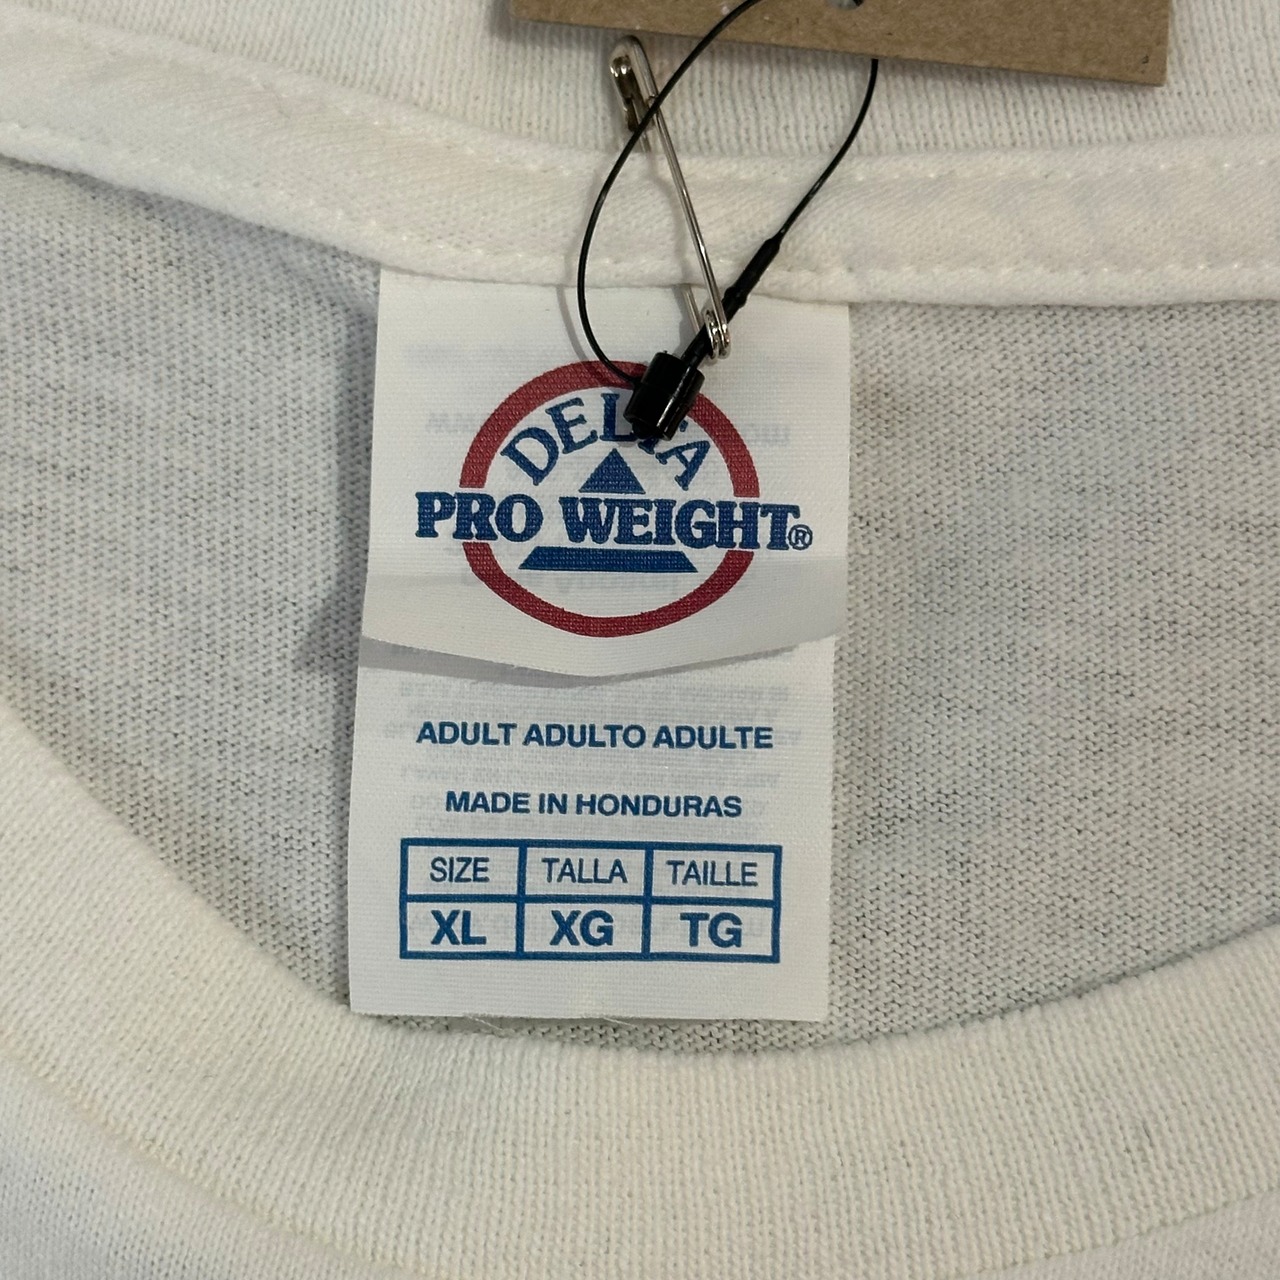 DELTA
PRO WEIGHT®
ADULT ADULTO ADULTE
MADE IN HONDURAS
SIZE TALLA TAILLE
XL XG TG